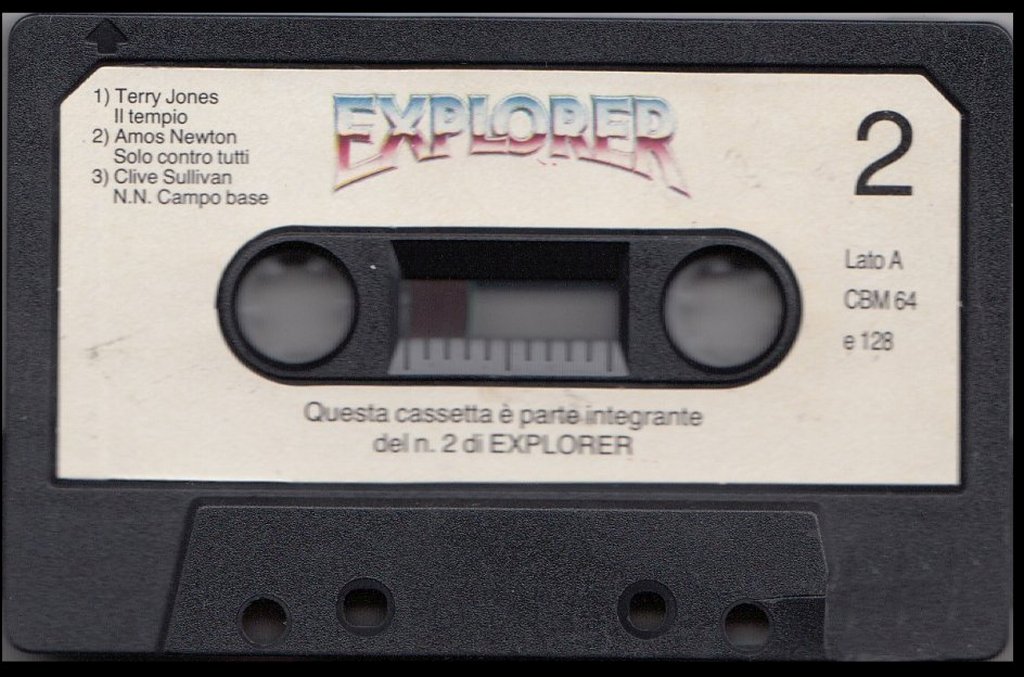 1) Terry Jones
Il tempio
2) Amos Newton
Solo contro tutti
3) Clive Sullivan
N.N. Campo base
EXPLORER
2
Lato A
CBM 64
e 128
Questa cassetta è parte integrante
del n. 2 di EXPLORER